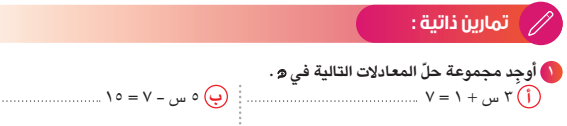 تمارين ذاتية :
١ أوجد مجموعة حلّ المعادلات التالية في ص .
أ ٣ س + ١ = ٧ ........................ ب ٥ س - ٧ = ١٥ ........................